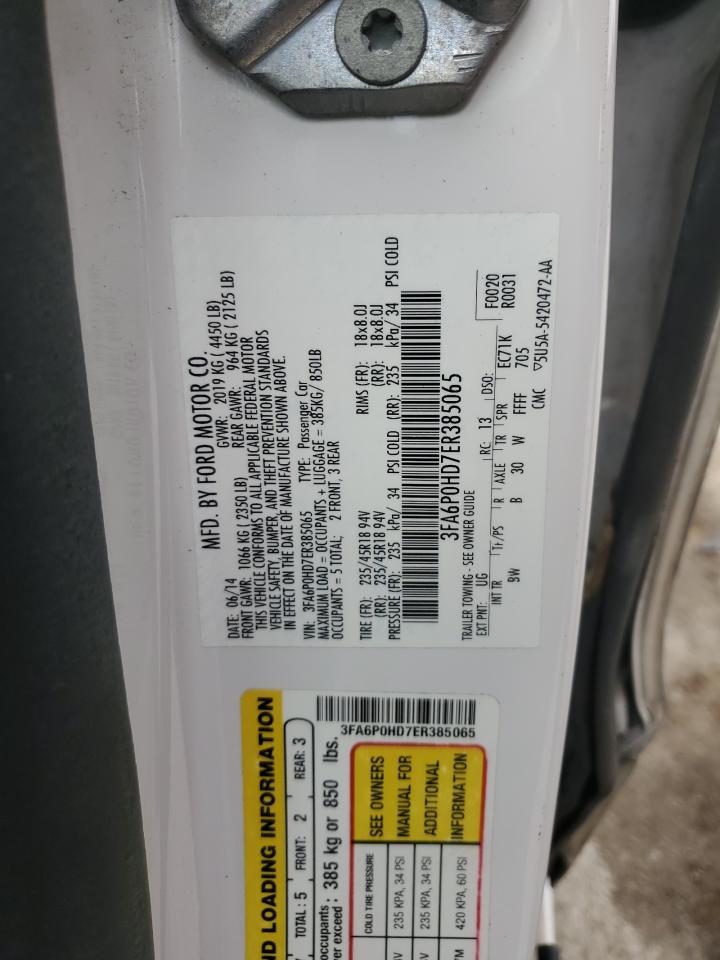 MFD. BY FORD MOTOR CO.
DATE: 06/14 GVWR: 2019 KG ( 4450 LB)
FRONT GAWR: 1066 KG ( 2350 LB) REAR GAWR: 964 KG ( 2125 LB)
THIS VEHICLE CONFORMS TO ALL APPLICABLE FEDERAL MOTOR
VEHICLE SAFETY, BUMPER, AND THEFT PREVENTION STANDARDS
IN EFFECT ON THE DATE OF MANUFACTURE SHOWN ABOVE.
VIN: 3FA6P0HD7ER385065 TYPE: Passenger Car
MAXIMUM LOAD = OCCUPANTS + LUGGAGE = 385KG/ 850LB
OCCUPANTS = 5 TOTAL: 2 FRONT, 3 REAR
TIRE (FR): 235/45R18 94V RIMS (FR): 18x8.0J
(RR): 235/45R18 94V (RR): 18x8.0J
PRESSURE (FR): 235 kPa/ 34 PSI COLD (RR): 235 kPa/ 34 PSI COLD
3FA6P0HD7ER385065
TRAILER TOWING - SEE OWNER GUIDE
EXT PNT: UG RC: 13 DSO: F0020
R0031
INT TR TP/PS R AXLE TR SPR EC71K
BW B 30 W FFFF 705
CMC ▽5U5A-5420472-AA
ND LOADING INFORMATION
TOTAL: 5 FRONT: 2 REAR: 3
occupants : 385 kg or 850 lbs.
ver exceed :
3FA6P0HD7ER385065
COLD TIRE PRESSURE SEE OWNERS
235 KPA, 34 PSI MANUAL FOR
235 KPA, 34 PSI ADDITIONAL
420 KPA, 60 PSI INFORMATION